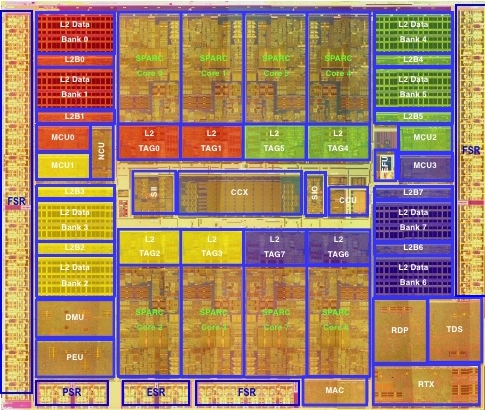 L2 Data
Bank 0
L2B0
L2 Data
Bank 1
L2B1
MCU0
MCU1
NCU
FSR
L2B3
L2 Data
Bank 3
L2B2
L2 Data
Bank 2
DMU
PEU
PSR
ESR
FSR
MAC
SPARC
Core 0
SPARC
Core 1
SPARC
Core
SPARC
Core
L2
TAG0
L2
TAG1
L2
TAG5
L2
TAG4
SII
CCX
SIO
CCU
L2
TAG2
L2
TAG3
L2
TAG7
L2
TAG6
SPARC
Core 2
SPARC
Core 3
SPARC
Core
SPARC
Core
L2 Data
Bank 4
L2B4
L2 Data
Bank 5
L2B5
MCU2
EFU
MCU3
L2B7
L2 Data
Bank 7
L2B6
L2 Data
Bank 6
FSR
RDP
TDS
RTX